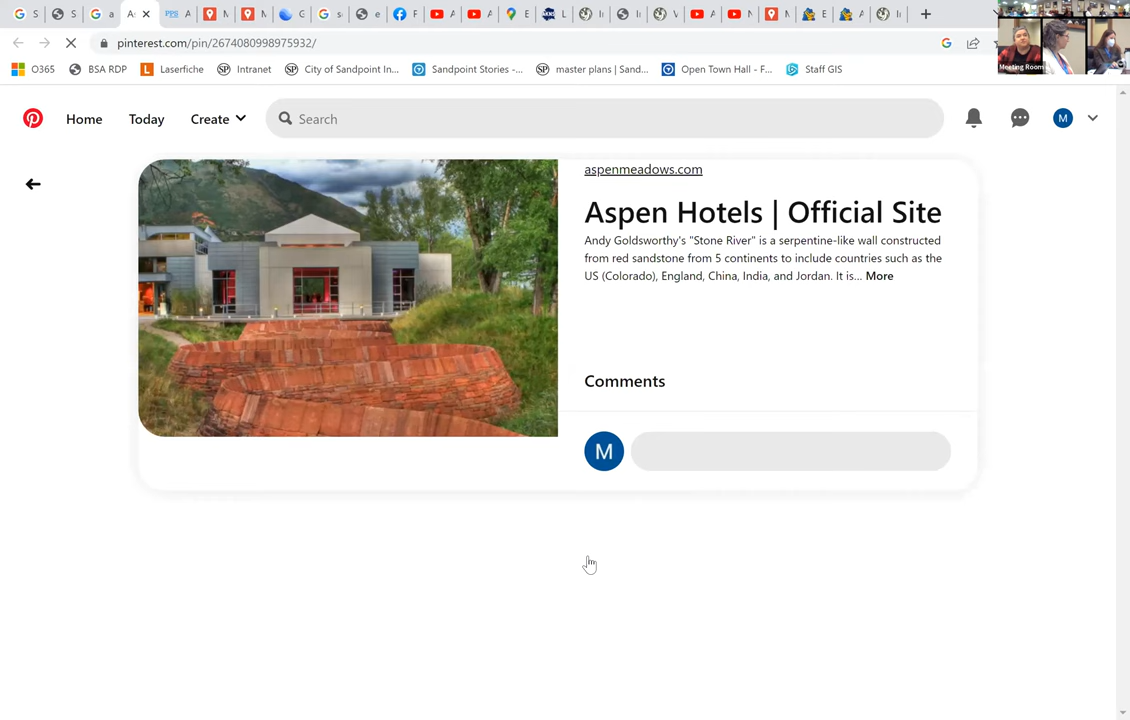 S
S
a
A
PPS A
M
M
G
s
e
F
A
A
E
L
I
I
V
A
N
M
E
A
I
pinterest.com/pin/2674080998975932/
O365
BSA RDP
Laserfiche
Intranet
City of Sandpoint In...
Sandpoint Stories -...
master plans | Sand...
Open Town Hall - F...
Staff GIS
Meeting Room
Home
Today
Create
Search
M
aspenmeadows.com
Aspen Hotels | Official Site
Andy Goldsworthy's "Stone River" is a serpentine-like wall constructed
from red sandstone from 5 continents to include countries such as the
US (Colorado), England, China, India, and Jordan. It is... More
Comments
M